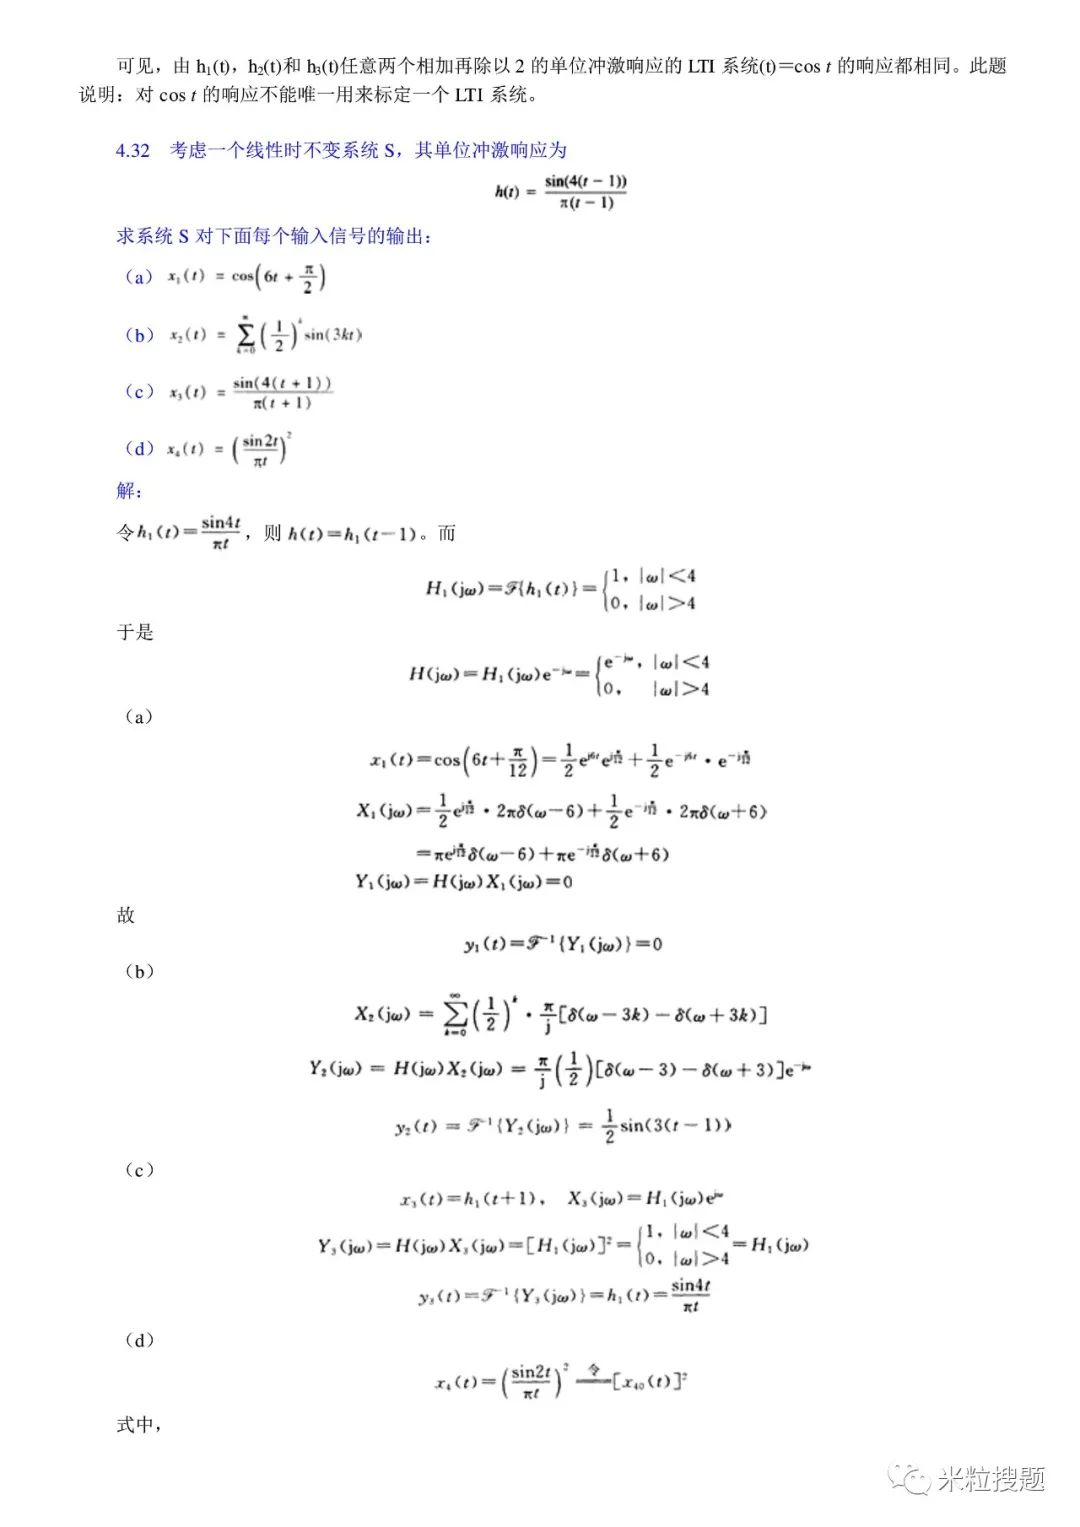 可见，由 h₁(t)，h₂(t)和 h₃(t)任意两个相加再除以 2 的单位冲激响应的 LTI 系统(t)＝cos t 的响应都相同。此题
说明：对 cos t 的响应不能唯一用来标定一个 LTI 系统。
4.32 考虑一个线性时不变系统 S，其单位冲激响应为
h(t) = sin(4(t − 1)) / π(t − 1)
求系统 S 对下面每个输入信号的输出：
（a）x₁(t) = cos(6t + π/2)
（b）x₂(t) = ∑_{k=0}^{∞} (1/2)^k sin(3kt)
（c）x₃(t) = sin(4(t + 1)) / π(t + 1)
（d）x₄(t) = (sin2t / πt)²
解：
令h₁(t)＝sin4t / πt，则 h(t)＝h₁(t−1)。而
H₁(jω)＝ℱ{h₁(t)}＝{1，|ω|＜4
0，|ω|＞4
于是
H(jω)＝H₁(jω)e^{−jω}＝{e^{−jω}，|ω|＜4
0， |ω|＞4
（a）
x₁(t)＝cos(6t＋π/12)＝1/2 e^{j6t}e^{jπ/12}＋1/2 e^{−j6t}・e^{−jπ/12}
X₁(jω)＝1/2 e^{jπ/12}・2πδ(ω−6)＋1/2 e^{−jπ/12}・2πδ(ω＋6)
＝πe^{jπ/12}δ(ω−6)＋πe^{−jπ/12}δ(ω＋6)
Y₁(jω)＝H(jω)X₁(jω)＝0
故
y₁(t)＝ℱ⁻¹{Y₁(jω)}＝0
（b）
X₂(jω) = ∑_{k=0}^{∞} (1/2)^k・π/j[δ(ω − 3k) − δ(ω + 3k)]
Y₂(jω) = H(jω)X₂(jω) = π/j(1/2)[δ(ω − 3) − δ(ω + 3)]e^{−jω}
y₂(t) = ℱ⁻¹{Y₂(jω)} = 1/2 sin(3(t − 1))
（c）
x₃(t)＝h₁(t＋1)， X₃(jω)＝H₁(jω)e^{jω}
Y₃(jω)＝H(jω)X₃(jω)＝[H₁(jω)]²＝{1，|ω|＜4
0，|ω|＞4＝H₁(jω)
y₃(t)＝ℱ⁻¹{Y₃(jω)}＝h₁(t)＝sin4t / πt
（d）
x₄(t)＝(sin2t / πt)² ≝令 [x₄₀(t)]²
式中，
米粒搜题